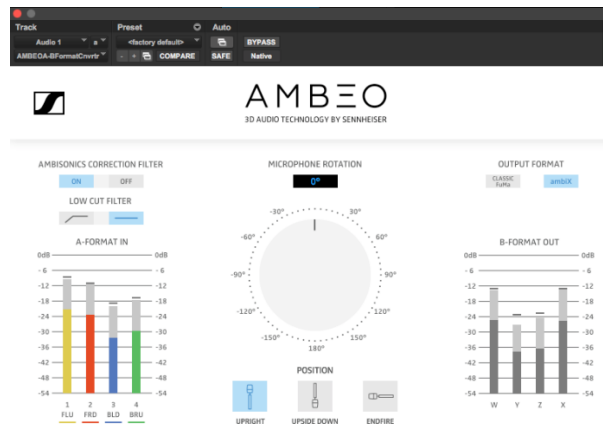 Track Preset Auto
Audio 1 a <factory default>
BYPASS
AMBEOA-BFormatCnvrtr - + COMPARE SAFE Native
AMBEO
3D AUDIO TECHNOLOGY BY SENNHEISER
AMBISONICS CORRECTION FILTER
ON OFF
LOW CUT FILTER
A-FORMAT IN
0dB 0dB
- 6 - 6
-12 -12
-18 -18
-24 -24
-30 -30
-36 -36
-42 -42
-48 -48
-54 -54
1 2 3 4
FLU FRD BLD BRU
MICROPHONE ROTATION
0°
-30° 30°
-60° 60°
-90° 90°
-120° 120°
-150° 150°
180°
POSITION
UPRIGHT UPSIDE DOWN ENDFIRE
OUTPUT FORMAT
CLASSIC
FuMa
ambiX
B-FORMAT OUT
0dB 0dB
- 6 - 6
-12 -12
-18 -18
-24 -24
-30 -30
-36 -36
-42 -42
-48 -48
-54 -54
W Y Z X